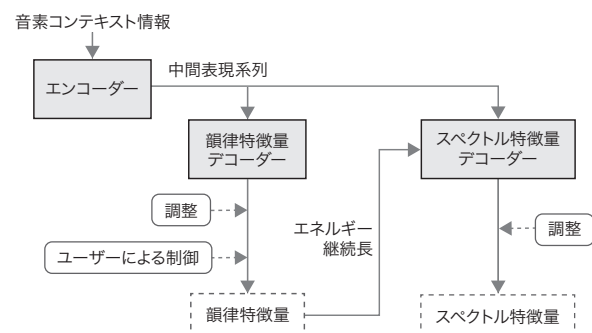 音素コンテキスト情報
エンコーダー
中間表現系列
韻律特徴量
デコーダー
スペクトル特徴量
デコーダー
調整
ユーザーによる制御
エネルギー
継続長
調整
韻律特徴量
スペクトル特徴量